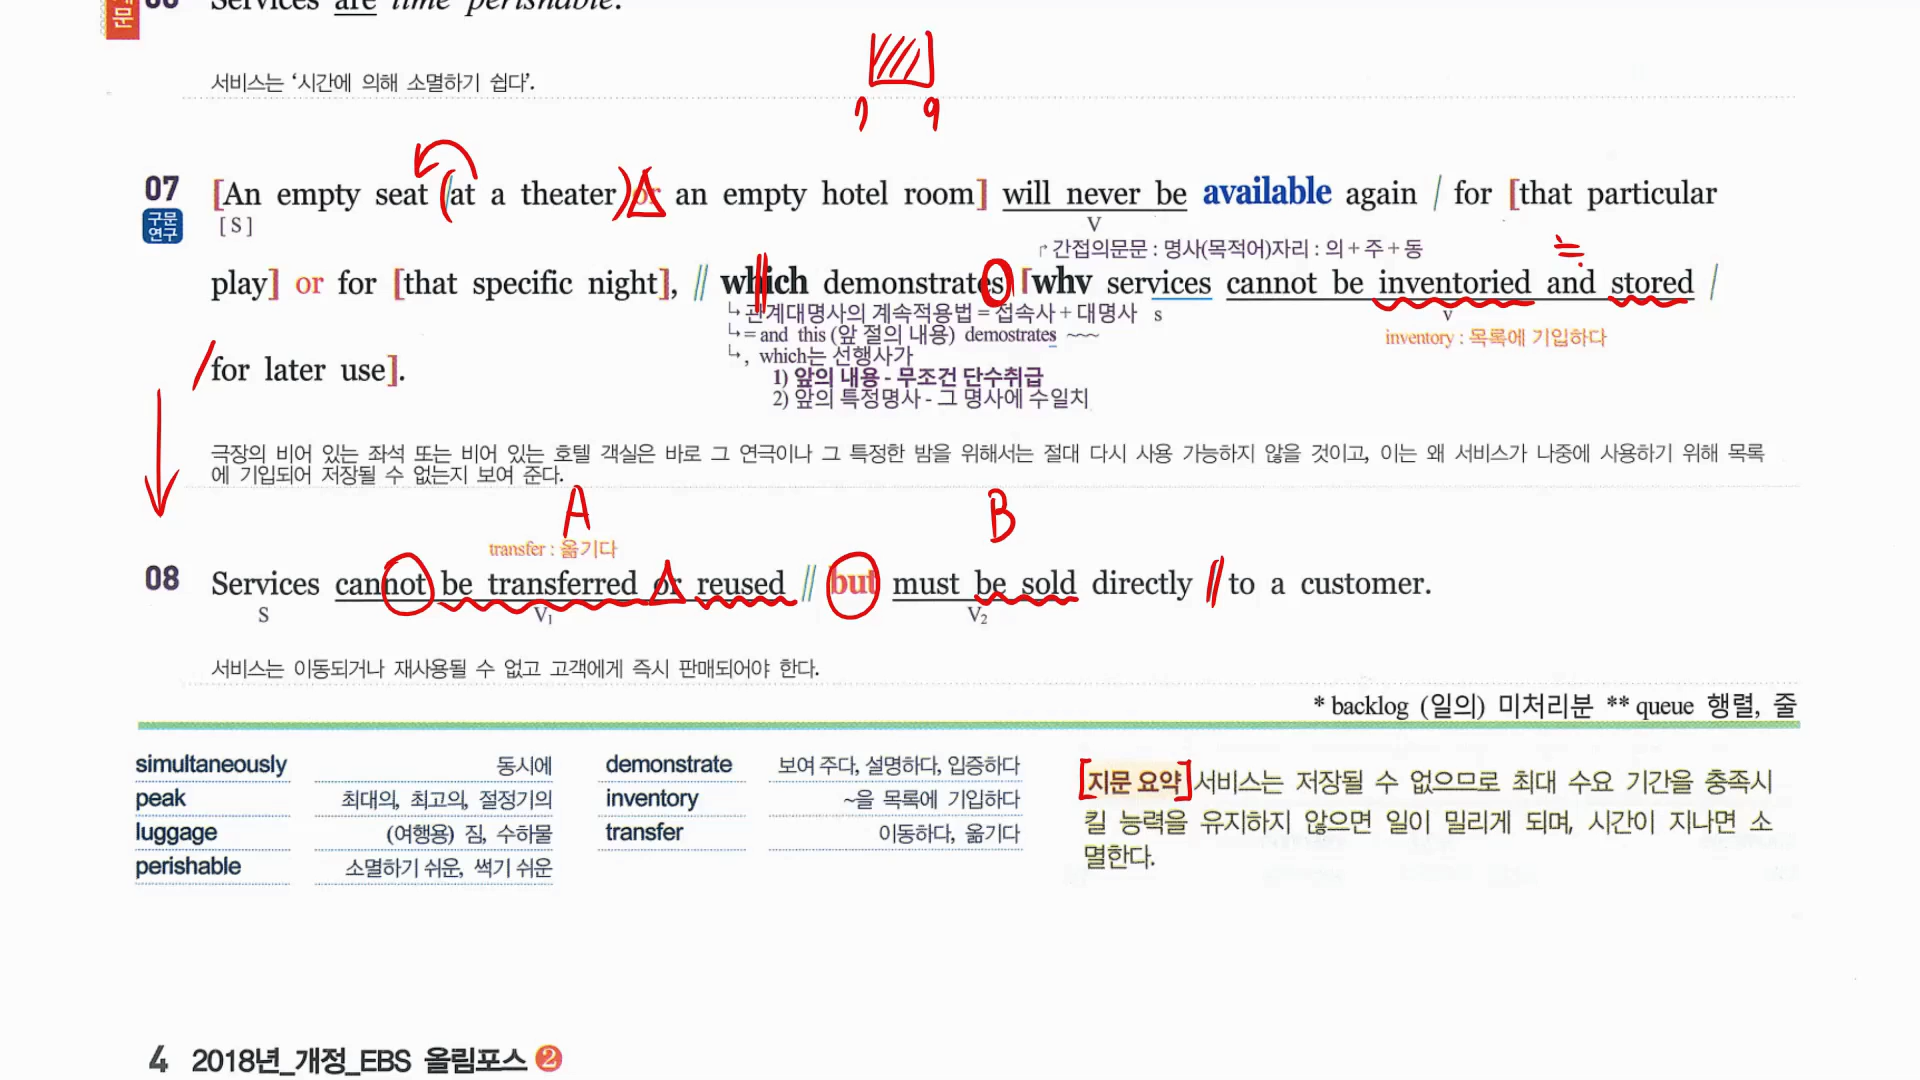 문
Services are time perishable.
서비스는 ‘시간에 의해 소멸하기 쉽다’.
9
07 [An empty seat (at a theater) or an empty hotel room] will never be available again / for [that particular
구문
연구
[ S ]
V
┌ 간접의문문 : 명사(목적어)자리 : 의 + 주 + 동
play] or for [that specific night], // which demonstrates [why services cannot be inventoried and stored /
↳ 관계대명사의 계속적용법 = 접속사 + 대명사 s
v
↳ = and this (앞 절의 내용) demostrates ~~~
inventory : 목록에 기입하다
↳ , which는 선행사가
/for later use].
1) 앞의 내용 - 무조건 단수취급
2) 앞의 특정명사 - 그 명사에 수일치
극장의 비어 있는 좌석 또는 비어 있는 호텔 객실은 바로 그 연극이나 그 특정한 밤을 위해서는 절대 다시 사용 가능하지 않을 것이고, 이는 왜 서비스가 나중에 사용하기 위해 목록
에 기입되어 저장될 수 없는지 보여 준다.
A B
transfer : 옮기다
08 Services cannot be transferred or reused // but must be sold directly // to a customer.
S V₁ V₂
서비스는 이동되거나 재사용될 수 없고 고객에게 즉시 판매되어야 한다.
* backlog (일의) 미처리분 ** queue 행렬, 줄
simultaneously 동시에 demonstrate 보여 주다, 설명하다, 입증하다
peak 최대의, 최고의, 절정기의 inventory ~을 목록에 기입하다
luggage (여행용) 짐, 수하물 transfer 이동하다, 옮기다
perishable 소멸하기 쉬운, 썩기 쉬운
[지문 요약] 서비스는 저장될 수 없으므로 최대 수요 기간을 충족시
킬 능력을 유지하지 않으면 일이 밀리게 되며, 시간이 지나면 소
멸한다.
4 2018년_개정_EBS 올림포스 2